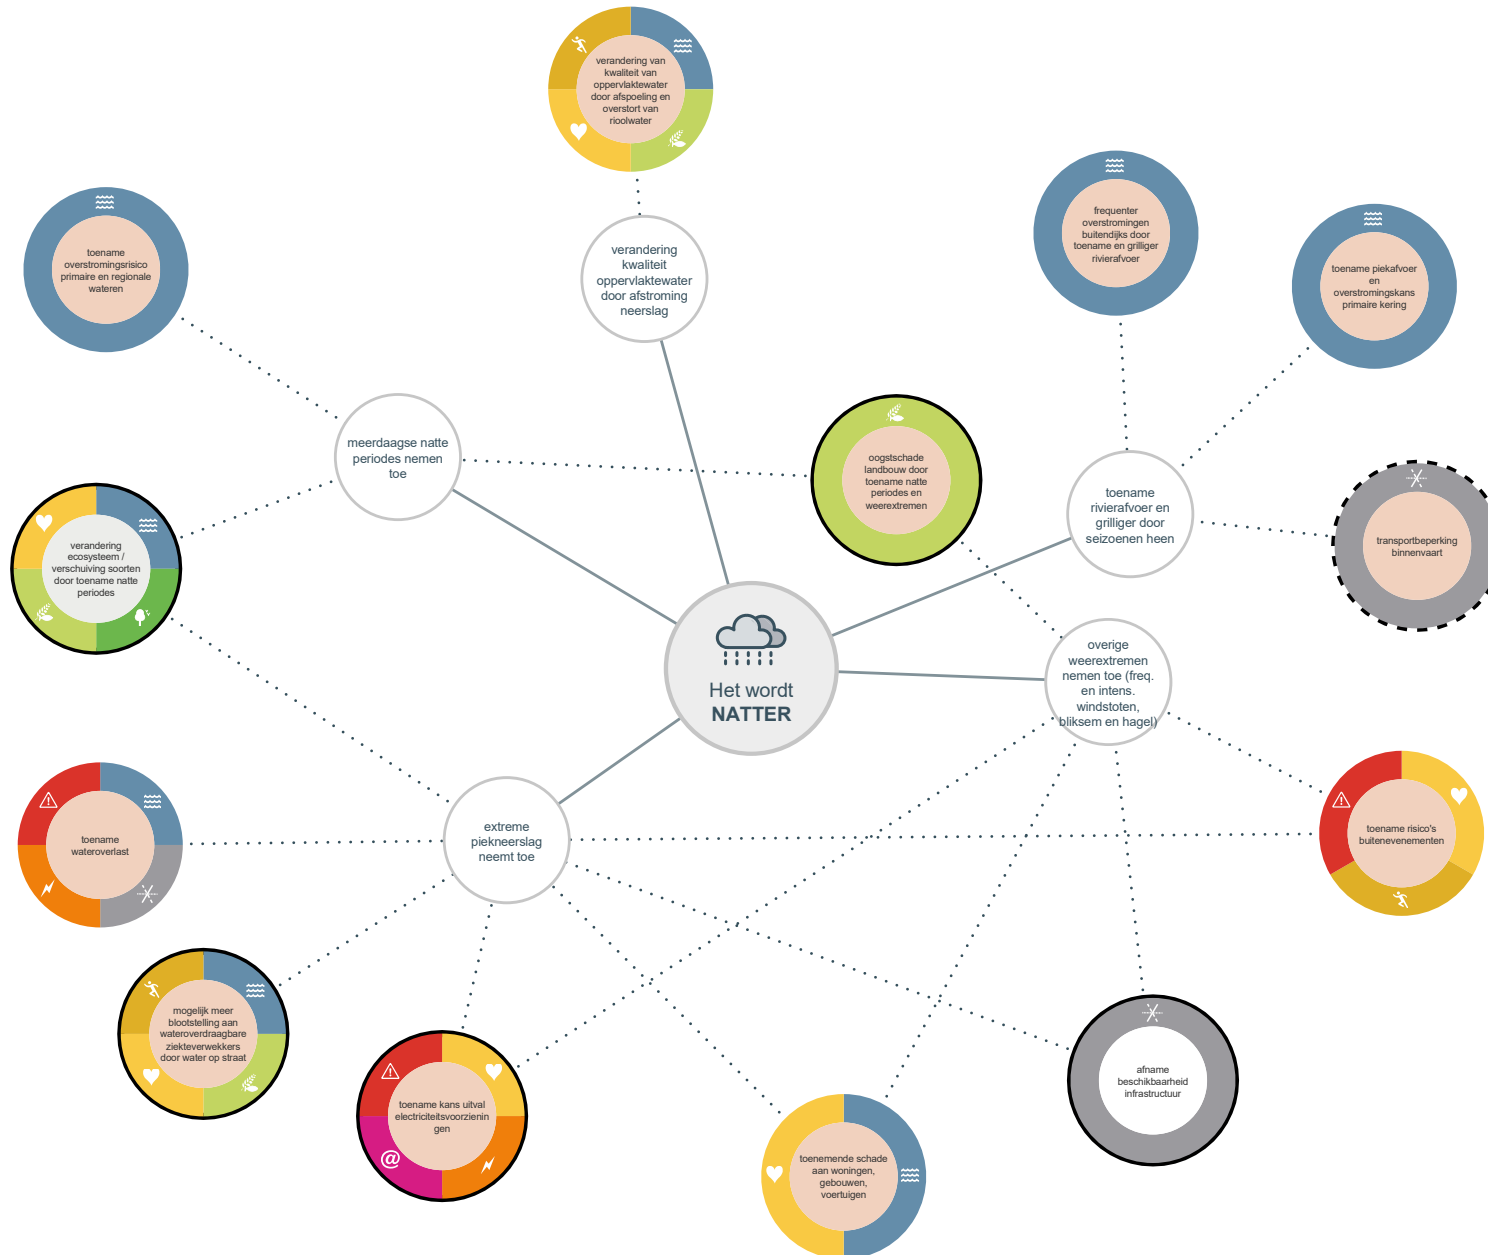 verandering van
kwaliteit van
oppervlaktewater
door afspoeling en
overstort van
rioolwater
frequenter
overstromingen
buitendijks door
toename en grilliger
rivierafvoer
toename piekafvoer
en
overstromingskans
primaire kering
toename
overstromingsrisico
primaire en regionale
wateren
verandering
kwaliteit
oppervlaktewater
door afstroming
neerslag
meerdaagse natte
periodes nemen
toe
oogstschade
landbouw door
toename natte
periodes en
weerextremen
toename
rivierafvoer en
grilliger door
seizoenen heen
transportbeperking
binnenvaart
verandering
ecosysteem /
verschuiving soorten
door toename natte
periodes
Het wordt
NATTER
overige
weerextremen
nemen toe (freq.
en intens.
windstoten,
bliksem en hagel)
toename
wateroverlast
extreme
piekneerslag
neemt toe
toename risico's
buitenevenementen
mogelijk meer
blootstelling aan
wateroverdraagbare
ziekteverwekkers
door water op straat
toename kans uitval
electriciteitsvoorzienin
gen
@
afname
beschikbaarheid
infrastructuur
toenemende schade
aan woningen,
gebouwen,
voertuigen